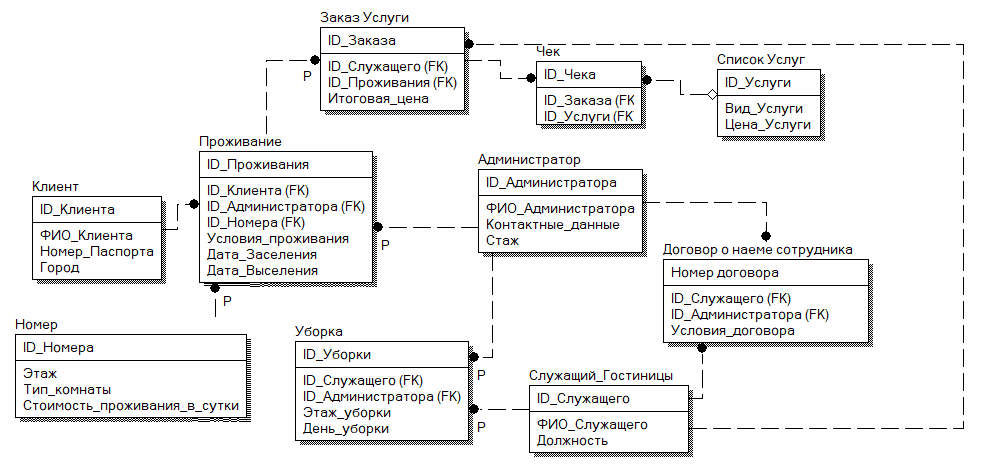 Заказ Услуги
ID_Заказа
ID_Служащего (FK)
ID_Проживания (FK)
Итоговая_цена
P
Чек
ID_Чека
ID_Заказа (FK
ID_Услуги (FK
Список Услуг
ID_Услуги
Вид_Услуги
Цена_Услуги
Проживание
ID_Проживания
ID_Клиента (FK)
ID_Администратора (FK)
ID_Номера (FK)
Условия_проживания
Дата_Заселения
Дата_Выселения
P
P
Клиент
ID_Клиента
ФИО_Клиента
Номер_Паспорта
Город
Администратор
ID_Администратора
ФИО_Администратора
Контактные_данные
Стаж
Договор о наеме сотрудника
Номер договора
ID_Служащего (FK)
ID_Администратора (FK)
Условия_договора
Номер
ID_Номера
Этаж
Тип_комнаты
Стоимость_проживания_в_сутки
Уборка
ID_Уборки
ID_Служащего (FK)
ID_Администратора (FK)
Этаж_уборки
День_уборки
P
P
Служащий_Гостиницы
ID_Служащего
ФИО_Служащего
Должность